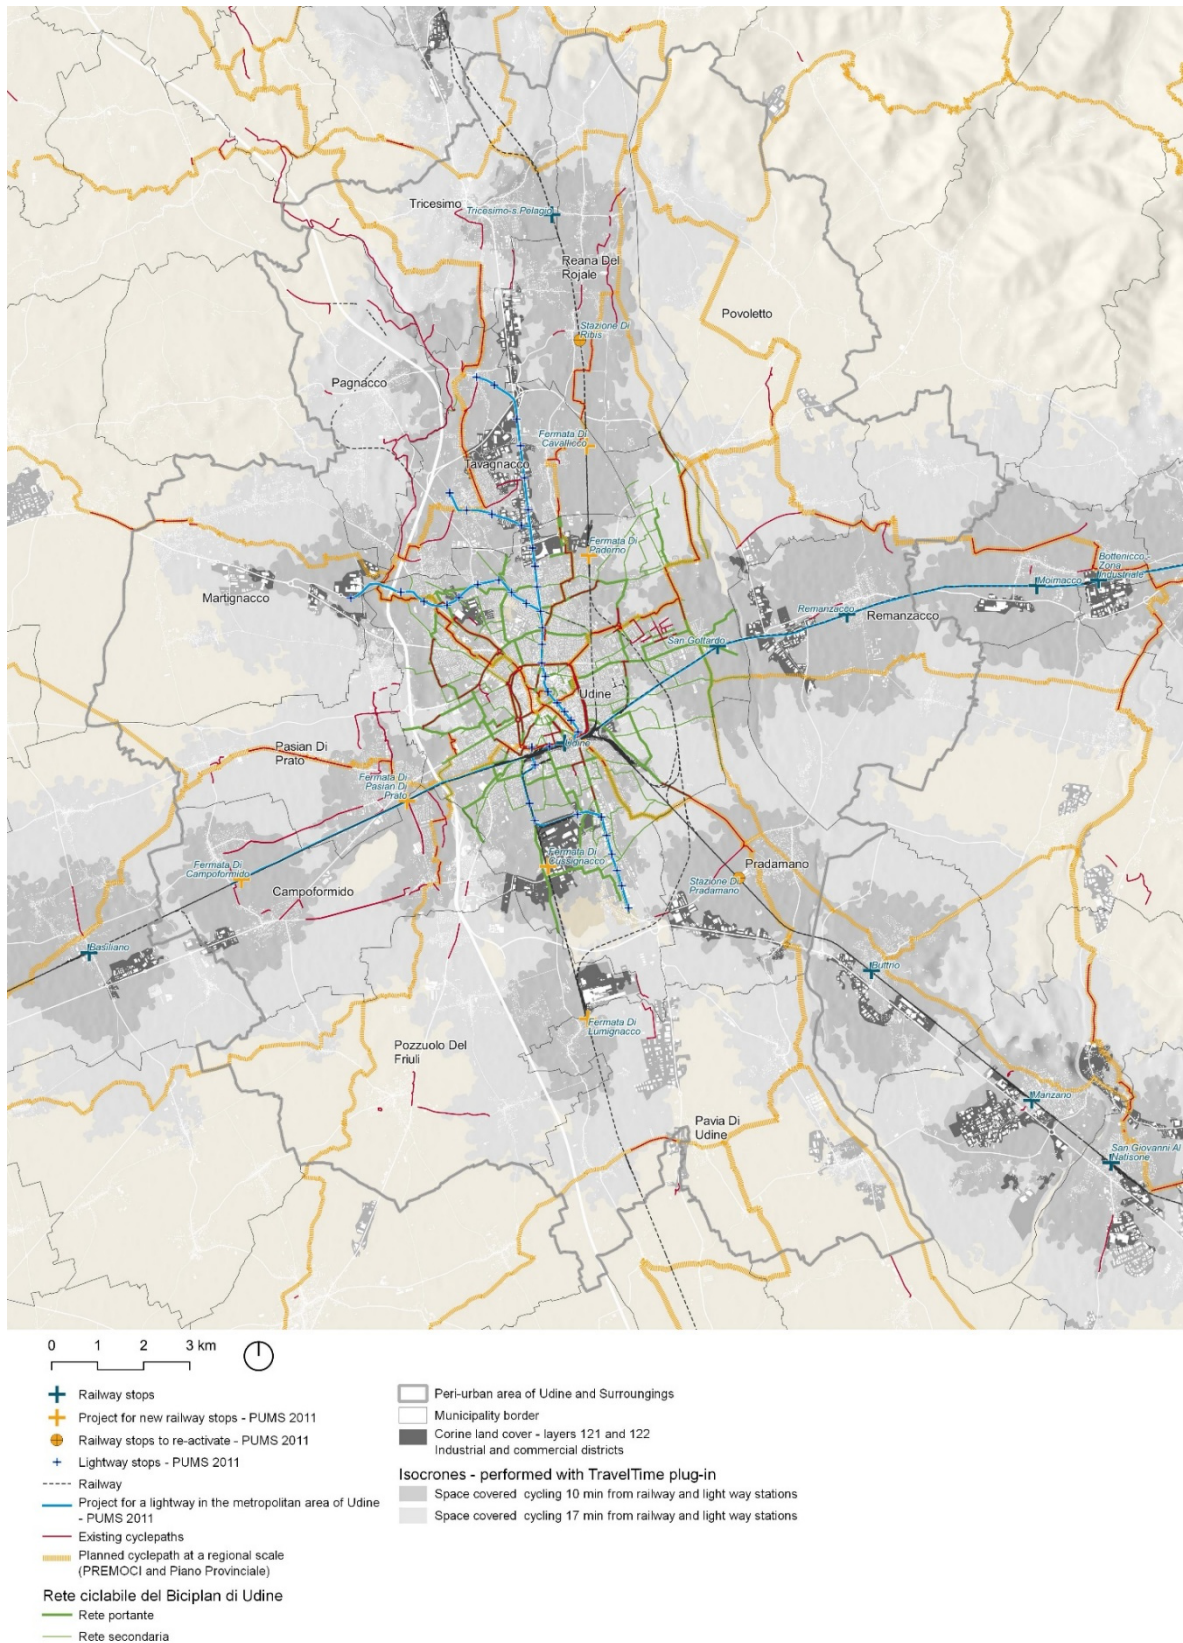 Tricesimo
Tricesimo-s.Pelagio
Reana Del
Rojale
Povoletto
Stazione Di
Ribis
Pagnacco
Fermata Di
Cavalicco
Tavagnacco
Fermata Di
Paderno
Bottenicco -
Zona
Industriale
Moimacco
Martignacco
Remanzacco
Remanzacco
San Gottardo
Udine
Udine
Pasian Di
Prato
Fermata Di
Pasian Di
Prato
Fermata Di
Campoformido
Campoformido
Fermata Di
Cussignacco
Pradamano
Stazione Di
Pradamano
Basiliano
Buttrio
Fermata Di
Lumignacco
Pozzuolo Del
Friuli
Manzano
Pavia Di
Udine
San Giovanni Al
Natisone
0 1 2 3 km
Railway stops
Project for new railway stops - PUMS 2011
Railway stops to re-activate - PUMS 2011
Lightway stops - PUMS 2011
Railway
Project for a lightway in the metropolitan area of Udine
- PUMS 2011
Existing cyclepaths
Planned cyclepath at a regional scale
(PREMOCI and Piano Provinciale)
Rete ciclabile del Biciplan di Udine
Rete portante
Rete secondaria
Peri-urban area of Udine and Surroungings
Municipality border
Corine land cover - layers 121 and 122
Industrial and commercial districts
Isocrones - performed with TravelTime plug-in
Space covered cycling 10 min from railway and light way stations
Space covered cycling 17 min from railway and light way stations